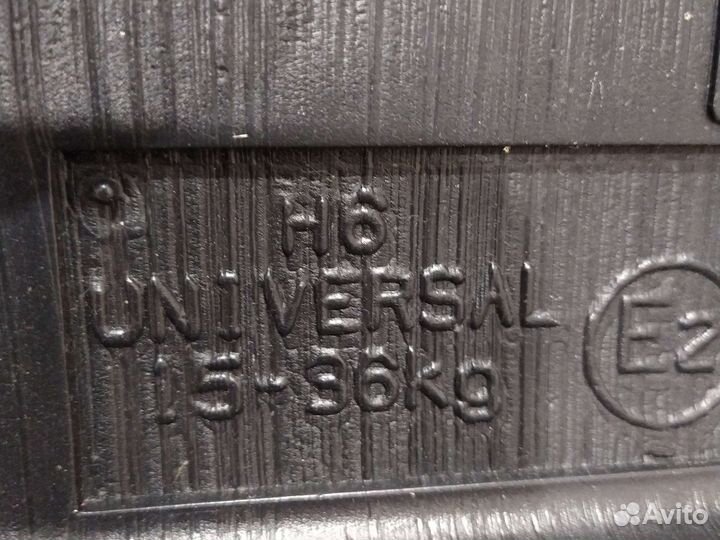 H6
UNIVERSAL
15-36kg
E2
Avito